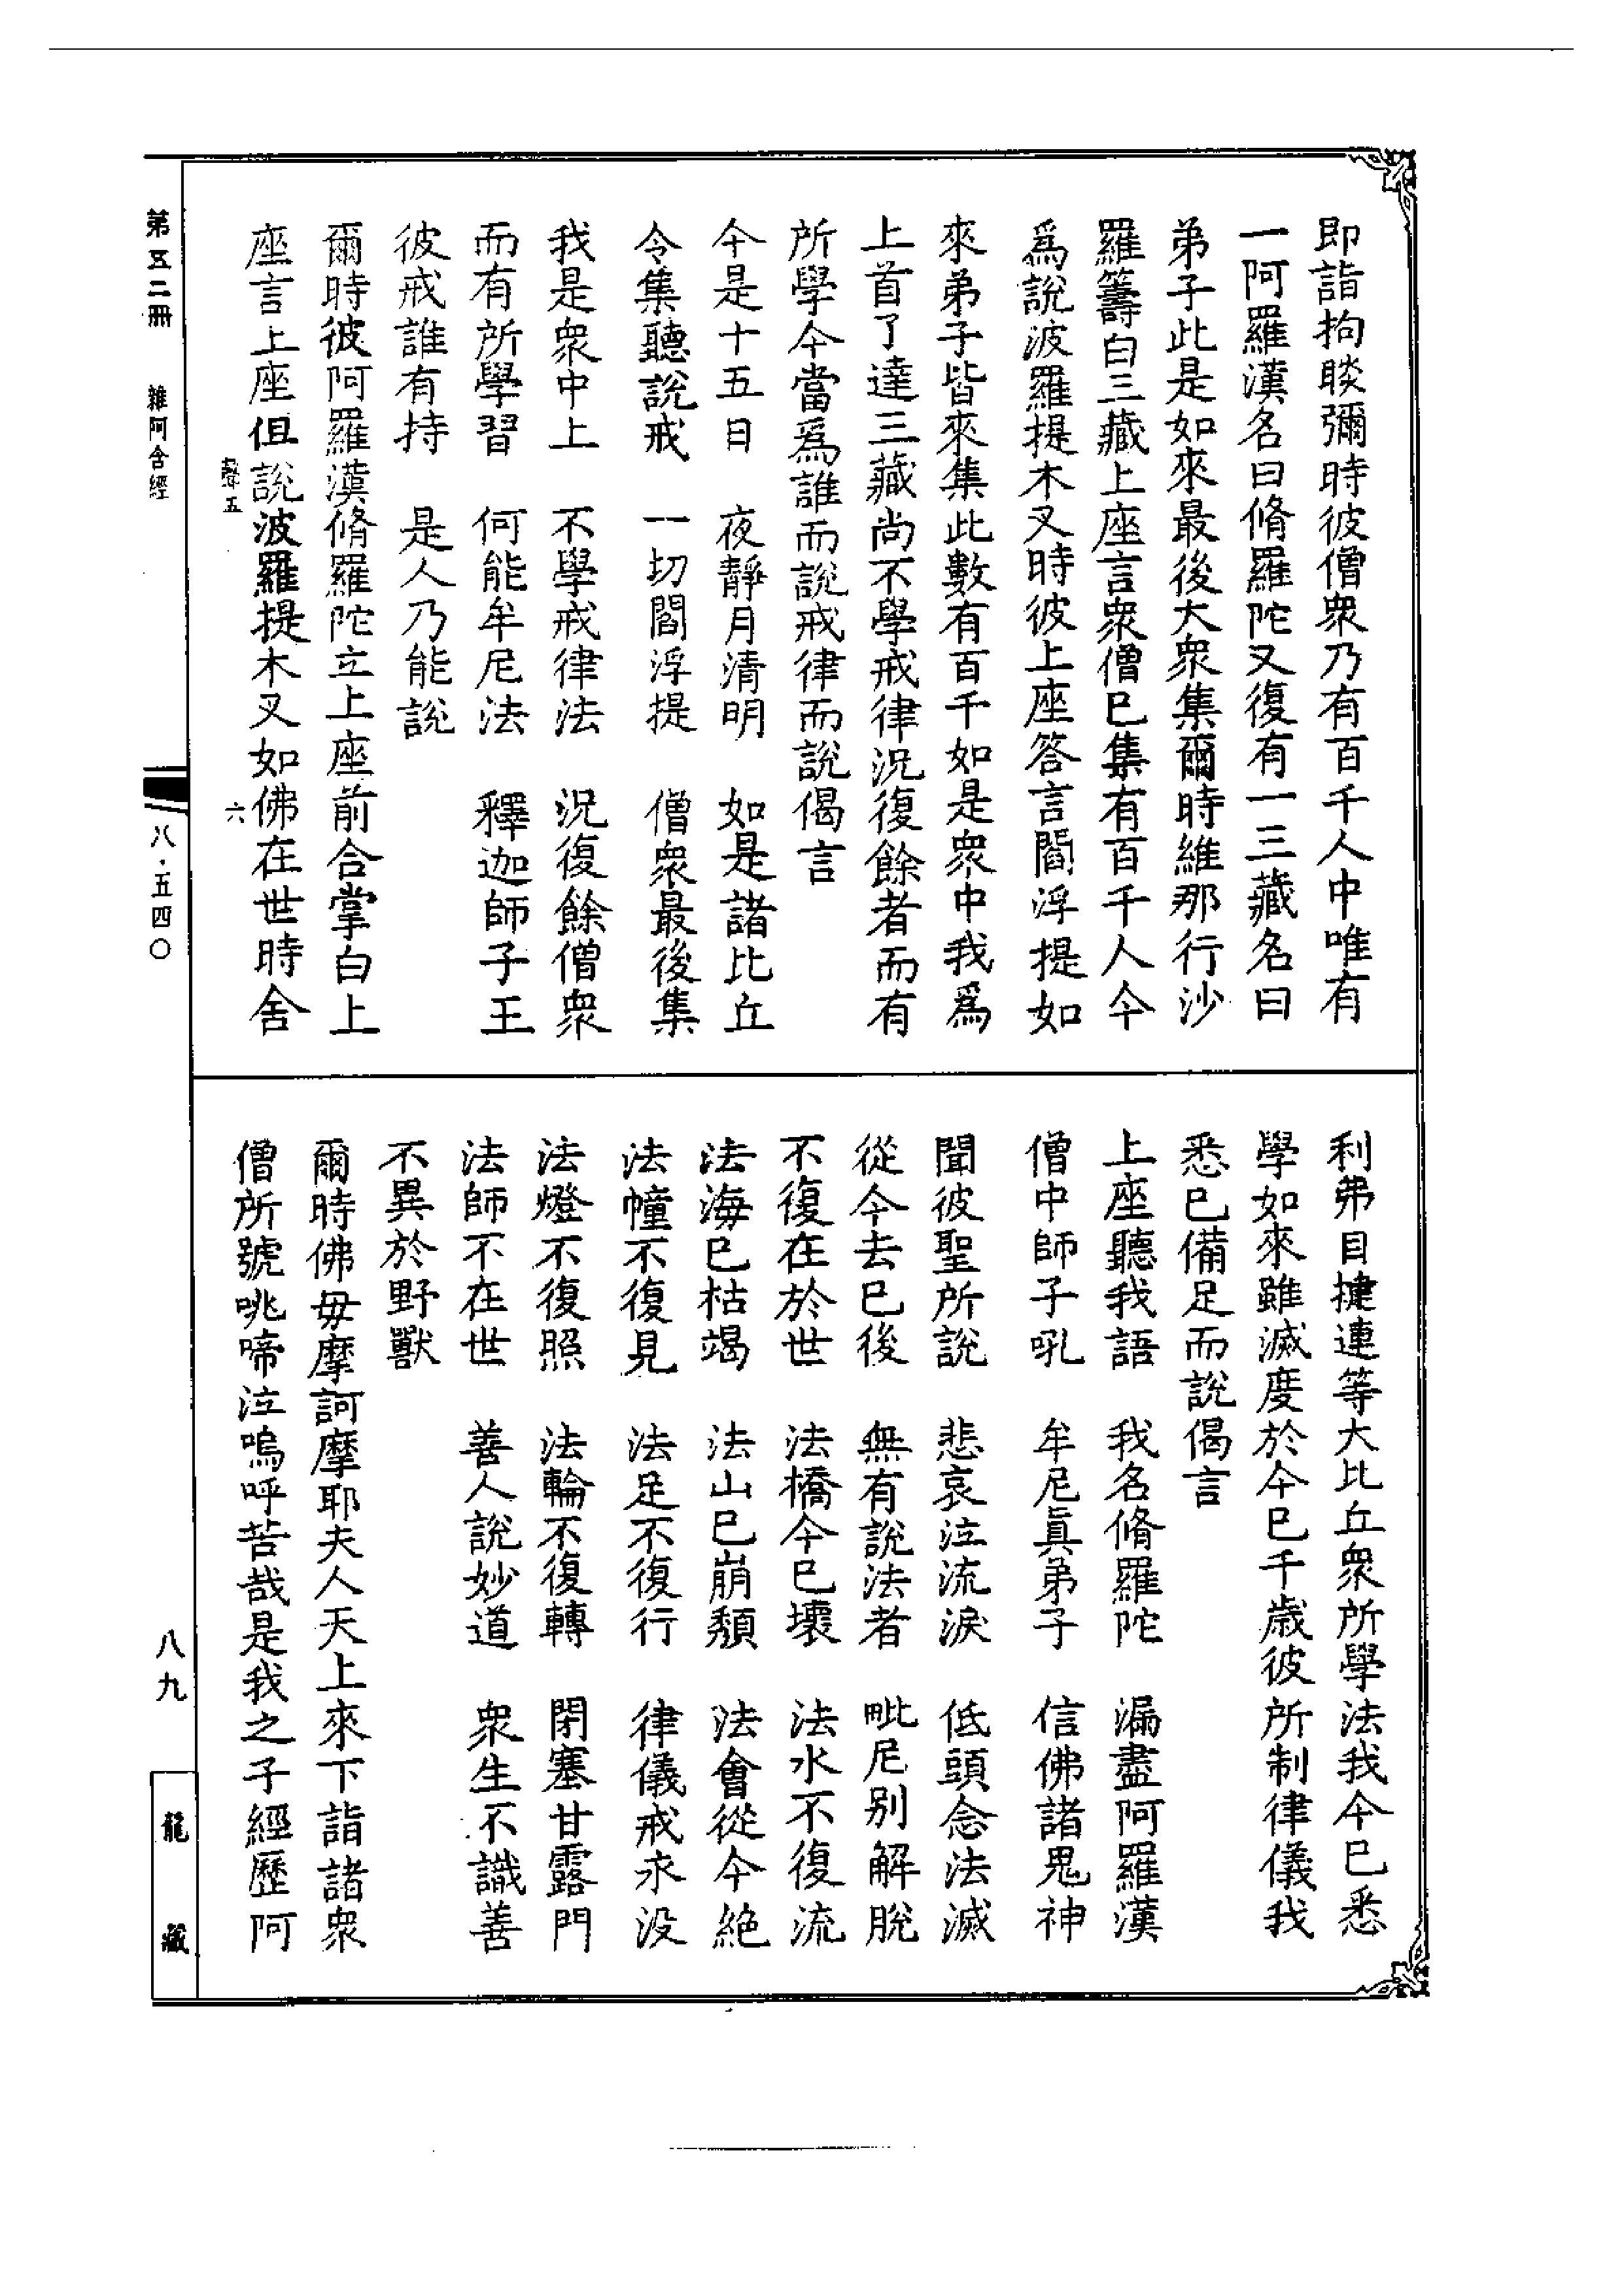 即詣拘睒彌時彼僧衆乃有百千人中唯有
一阿羅漢名曰脩羅陀又復有一三藏名曰
弟子此是如來最後大衆集爾時維那行沙
羅籌白三藏上座言衆僧已集有百千人今
爲說波羅提木叉時彼上座答言閻浮提如
來弟子皆來集此數有百千如是衆中我爲
上首了達三藏尚不學戒律況復餘者而有
所學今當爲誰而說戒律而說偈言
今是十五日　夜靜月清明　如是諸比丘
令集聽說戒　一切閻浮提　僧衆最後集
我是衆中上　不學戒律法　況復餘僧衆
而有所學習　何能牟尼法　釋迦師子王
彼戒誰有持　是人乃能說
爾時彼阿羅漢脩羅陀立上座前合掌白上
座言上座但說波羅提木叉如佛在世時舍
利弗目揵連等大比丘衆所學法我今已悉
學如來雖滅度於今已千歲彼所制律儀我
悉已備足而說偈言
上座聽我語　我名脩羅陀　漏盡阿羅漢
僧中師子吼　牟尼眞弟子　信佛諸鬼神
聞彼聖所說　悲哀泣流淚　低頭念法滅
從今去已後　無有說法者　毗尼別解脫
不復在於世　法橋今已壞　法水不復流
法海已枯竭　法山已崩頹　法會從今絕
法幢不復見　法足不復行　律儀戒永沒
法燈不復照　法輪不復轉　閉塞甘露門
法師不在世　善人說妙道　衆生不識善
不異於野獸
爾時佛母摩訶摩耶夫人天上來下詣諸衆
僧所號咷啼泣嗚呼苦哉是我之子經歷阿
聲五　六
第五二冊　雜阿含經
八·五四〇
八九
龍藏